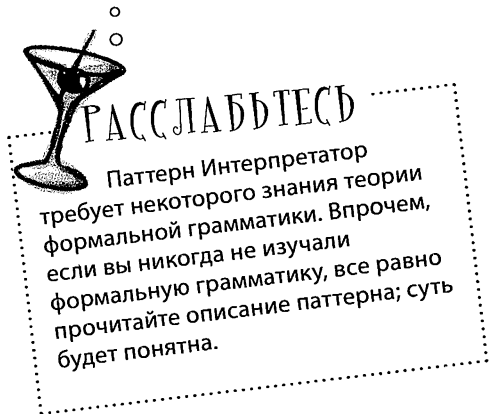 РАССЛАБЬТЕСЬ
Паттерн Интерпретатор
требует некоторого знания теории
формальной грамматики. Впрочем,
если вы никогда не изучали
формальную грамматику, все равно
прочитайте описание паттерна; суть
будет понятна.